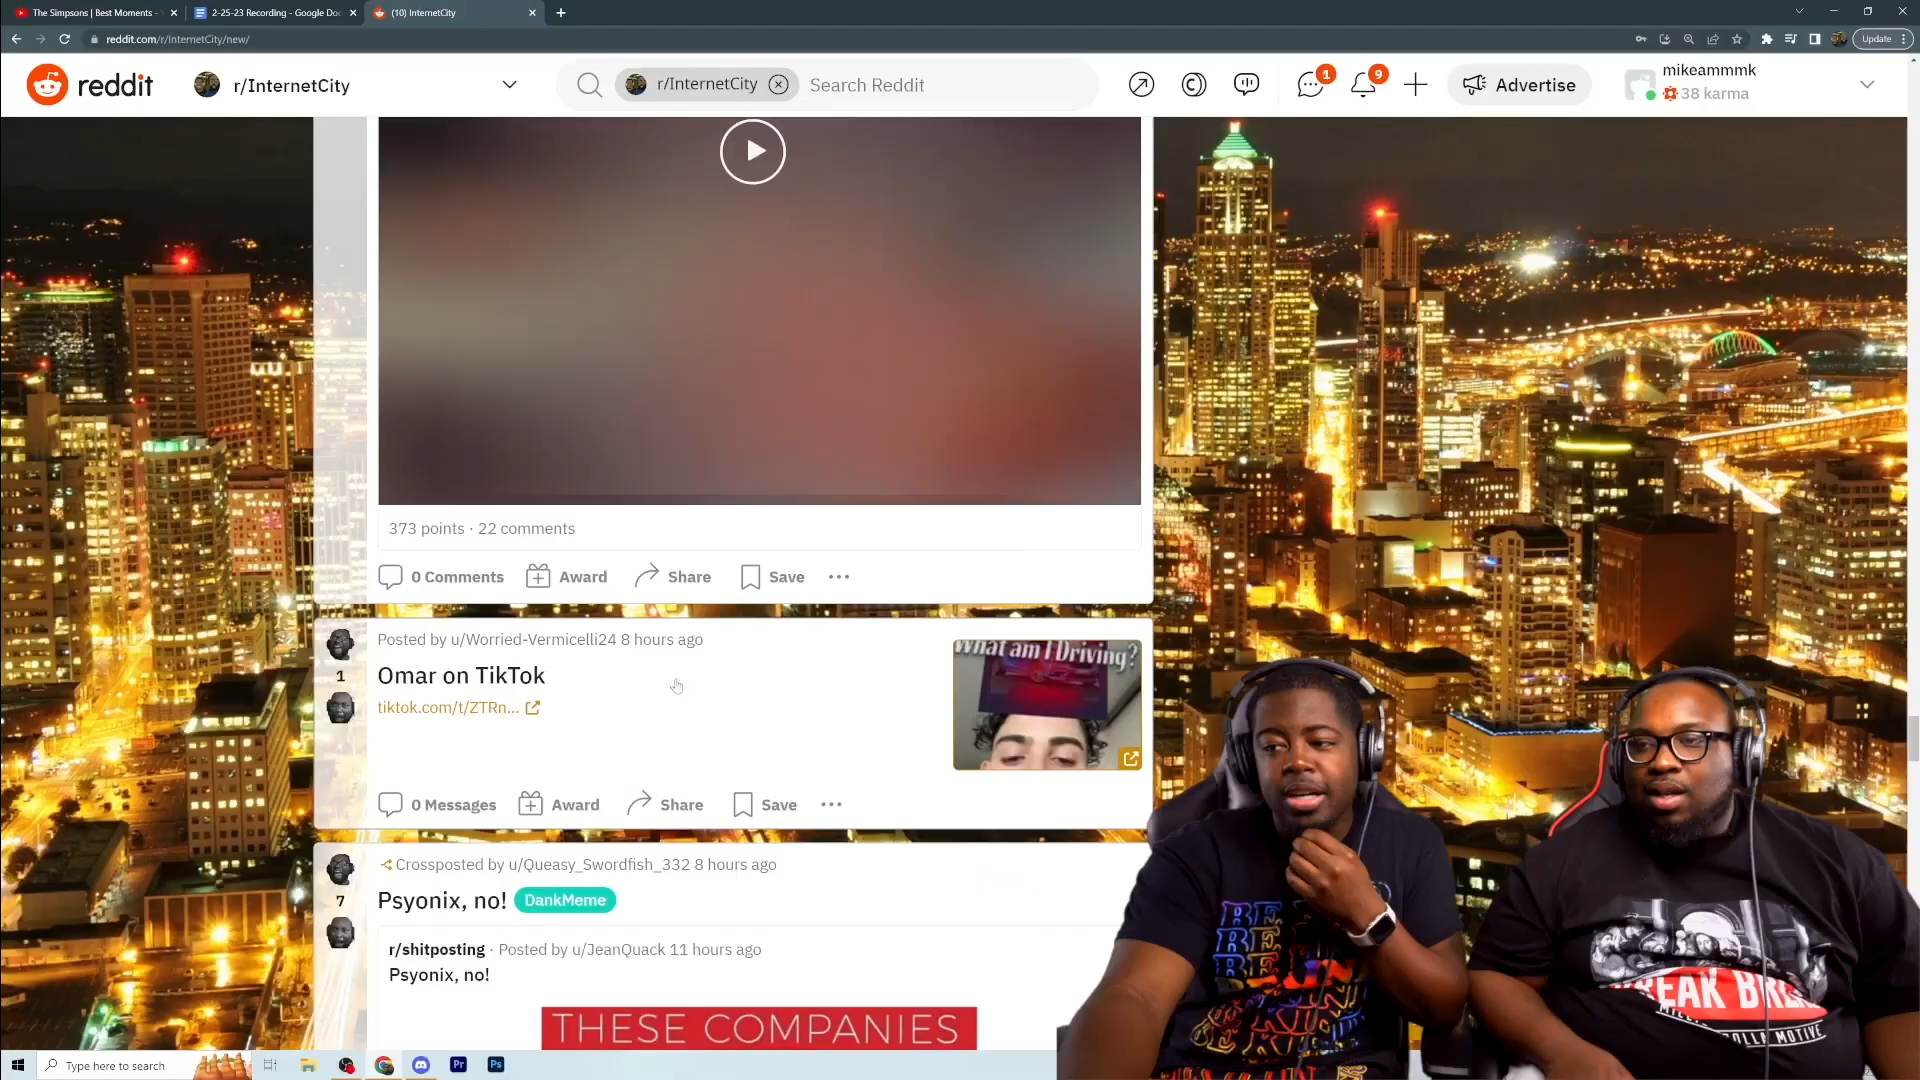 The Simpsons | Best Moments -
2-25-23 Recording - Google Doc
(10) InternetCity
reddit.com/r/InternetCity/new/
Update
reddit
r/InternetCity
r/InternetCity
Search Reddit
1
9
Advertise
mikeammmk
38 karma
373 points · 22 comments
0 Comments
Award
Share
Save
Posted by u/Worried-Vermicelli24 8 hours ago
1
Omar on TikTok
tiktok.com/t/ZTRn...
What am I Driving?
0 Messages
Award
Share
Save
Crossposted by u/Queasy_Swordfish_332 8 hours ago
7
Psyonix, no!
DankMeme
r/shitposting · Posted by u/JeanQuack 11 hours ago
Psyonix, no!
THESE COMPANIES
Type here to search
Pr
Ps